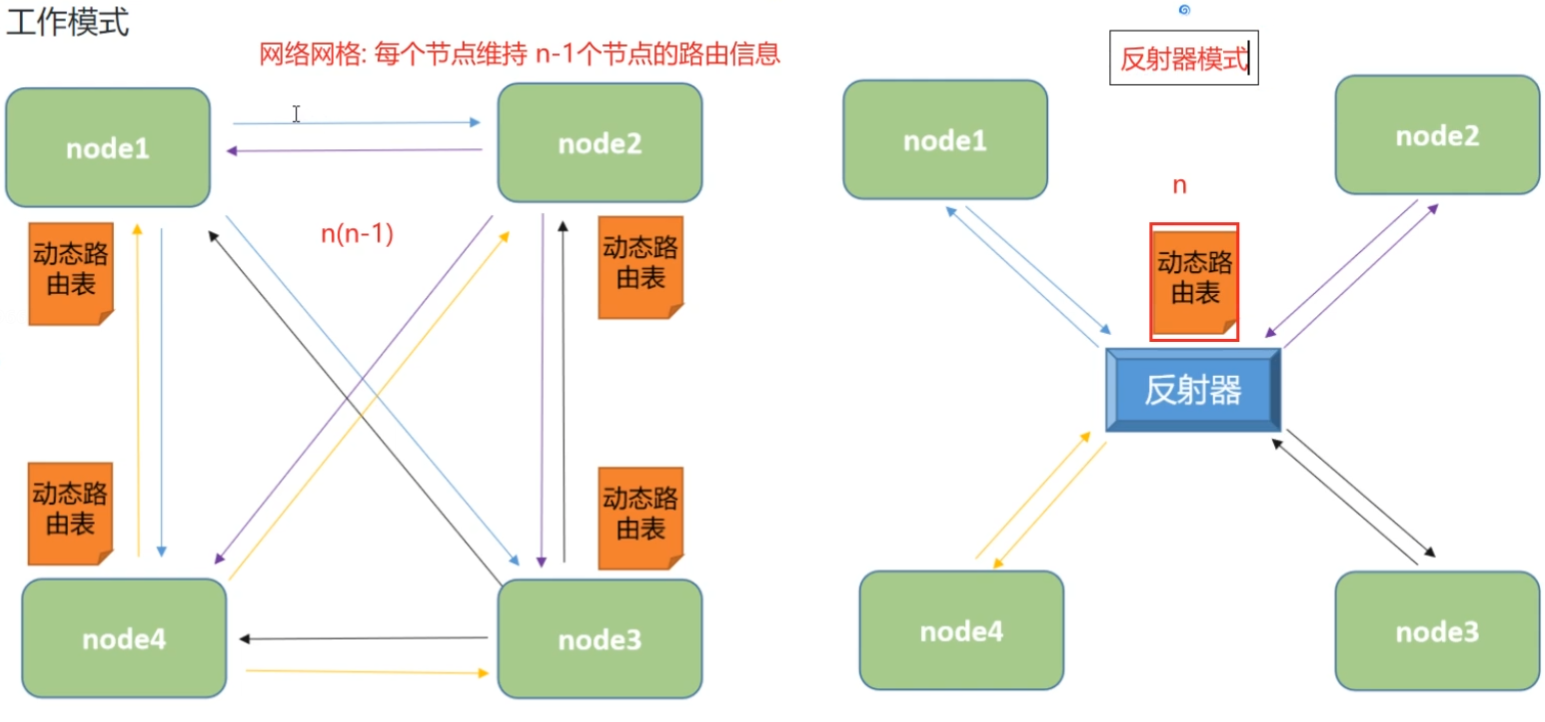 工作模式
网络网格: 每个节点维持 n-1个节点的路由信息
node1
node2
n(n-1)
动态路
由表
动态路
由表
动态路
由表
动态路
由表
node4
node3
反射器模式
node1
node2
n
动态路
由表
反射器
node4
node3